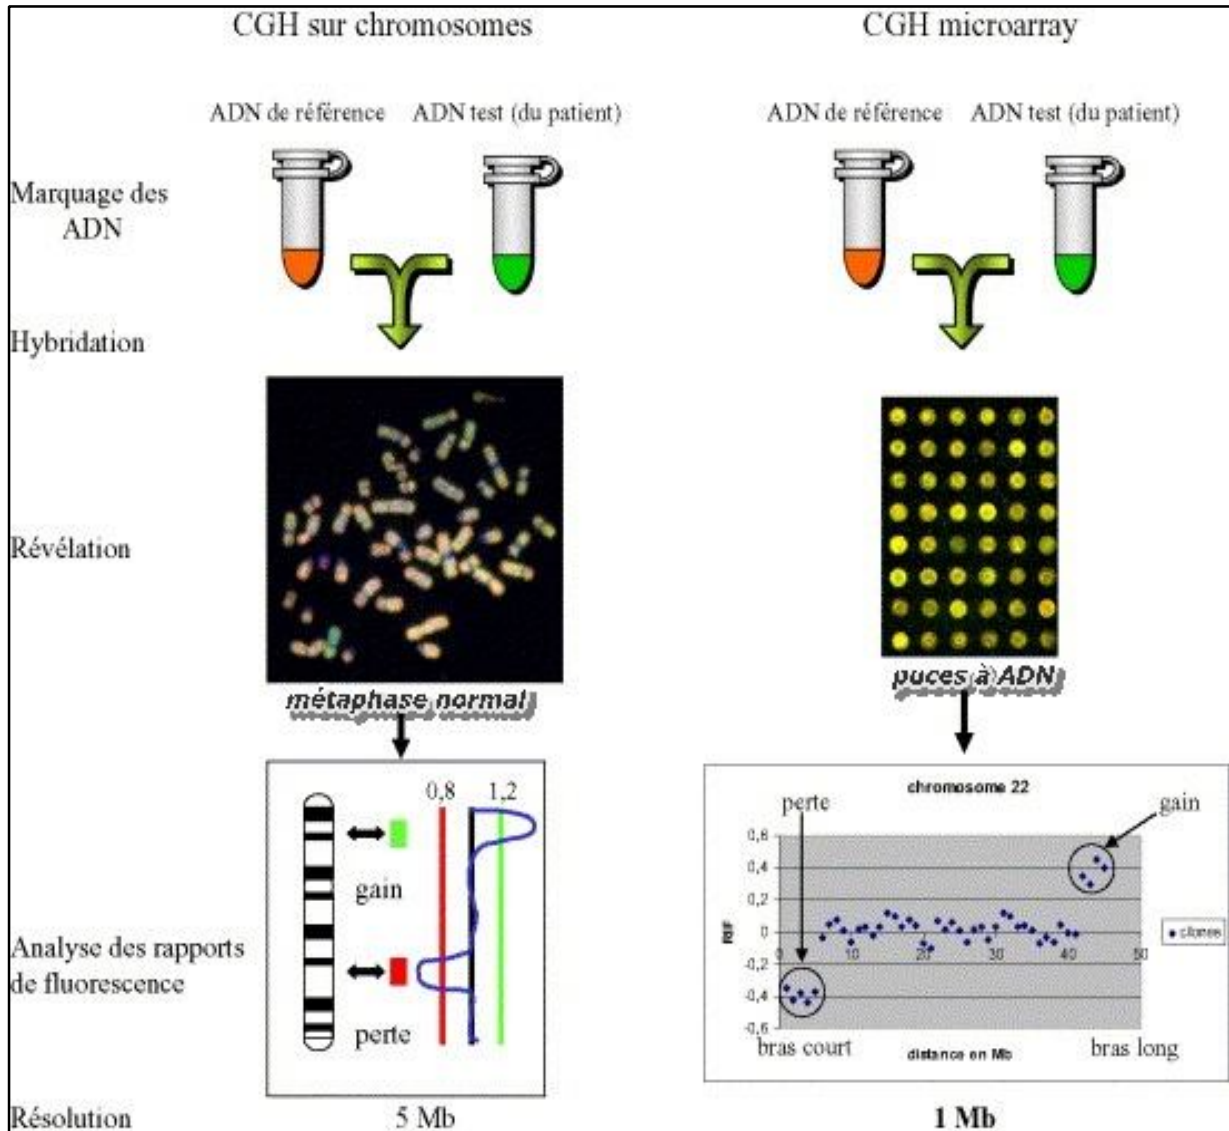 CGH sur chromosomes
CGH microarray
ADN de référence
ADN test (du patient)
ADN de référence
ADN test (du patient)
Marquage des
ADN
Hybridation
Révélation
métaphase normal
puces à ADN
0,8
1,2
gain
perte
chromosome 22
perte
gain
0,6
0,4
0,2
0
-0,2
-0,4
-0,6
10
20
30
40
50
clones
bras court
distance en Mb
bras long
Analyse des rapports
de fluorescence
Résolution
5 Mb
1 Mb